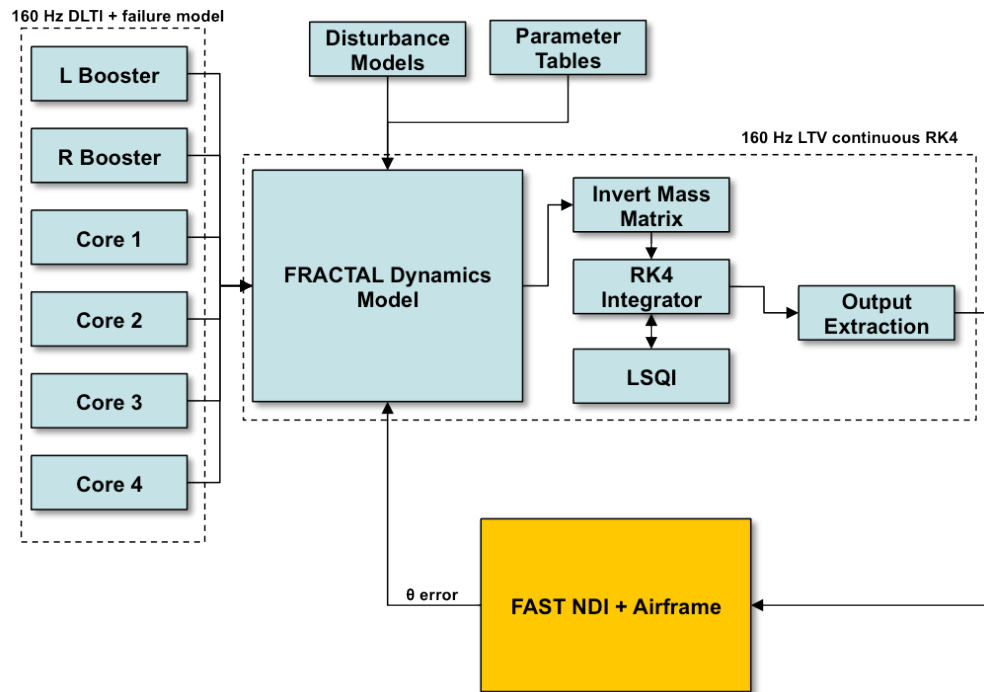 160 Hz DLTI + failure model
L Booster
R Booster
Core 1
Core 2
Core 3
Core 4
Disturbance
Models
Parameter
Tables
160 Hz LTV continuous RK4
FRACTAL Dynamics
Model
Invert Mass
Matrix
RK4
Integrator
LSQI
Output
Extraction
θ error
FAST NDI + Airframe